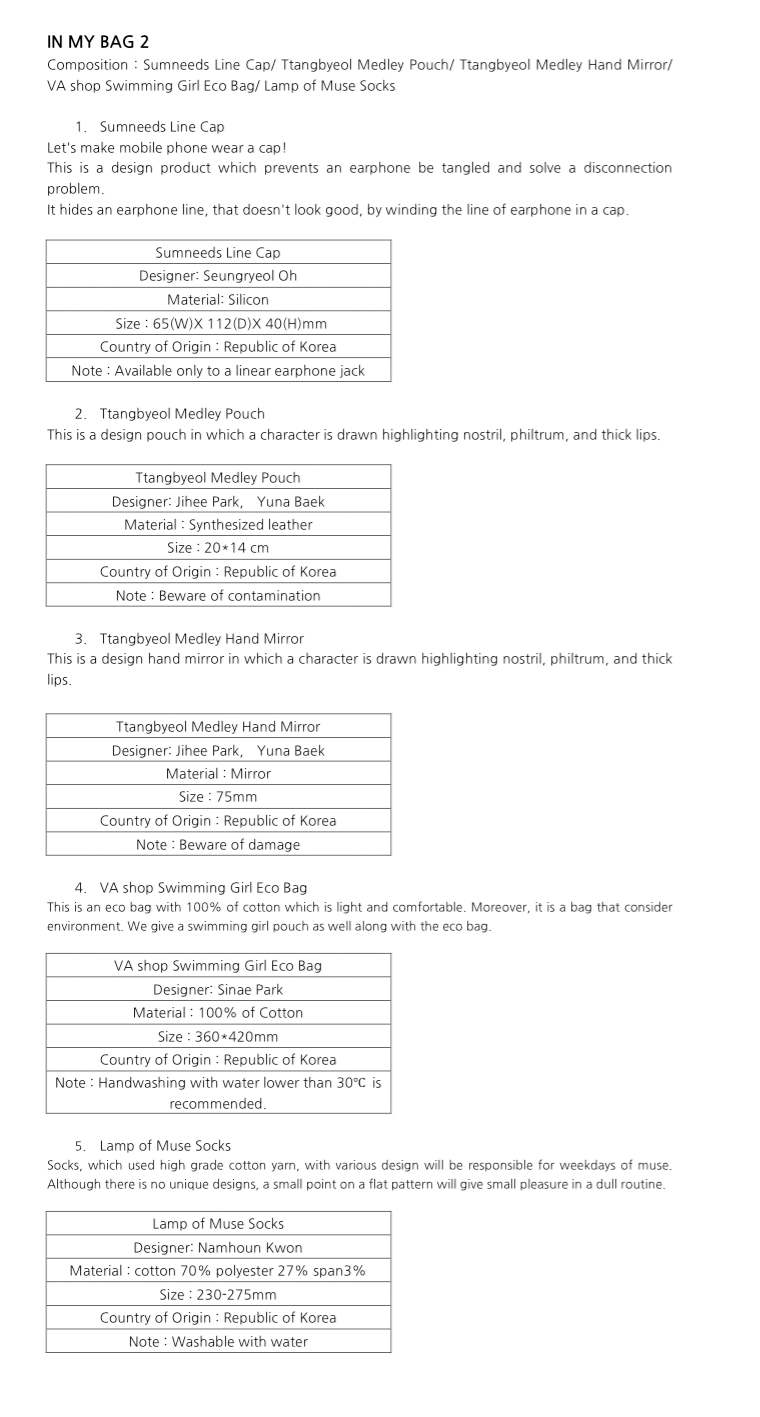 IN MY BAG 2
Composition : Sumneeds Line Cap/ Ttangbyeol Medley Pouch/ Ttangbyeol Medley Hand Mirror/
VA shop Swimming Girl Eco Bag/ Lamp of Muse Socks
1. Sumneeds Line Cap
Let's make mobile phone wear a cap!
This is a design product which prevents an earphone be tangled and solve a disconnection
problem.
It hides an earphone line, that doesn't look good, by winding the line of earphone in a cap.
Sumneeds Line Cap
Designer: Seungryeol Oh
Material: Silicon
Size : 65(W)X 112(D)X 40(H)mm
Country of Origin : Republic of Korea
Note : Available only to a linear earphone jack
2. Ttangbyeol Medley Pouch
This is a design pouch in which a character is drawn highlighting nostril, philtrum, and thick lips.
Ttangbyeol Medley Pouch
Designer: Jihee Park, Yuna Baek
Material : Synthesized leather
Size : 20*14 cm
Country of Origin : Republic of Korea
Note : Beware of contamination
3. Ttangbyeol Medley Hand Mirror
This is a design hand mirror in which a character is drawn highlighting nostril, philtrum, and thick
lips.
Ttangbyeol Medley Hand Mirror
Designer: Jihee Park, Yuna Baek
Material : Mirror
Size : 75mm
Country of Origin : Republic of Korea
Note : Beware of damage
4. VA shop Swimming Girl Eco Bag
This is an eco bag with 100% of cotton which is light and comfortable. Moreover, it is a bag that consider
environment. We give a swimming girl pouch as well along with the eco bag.
VA shop Swimming Girl Eco Bag
Designer: Sinae Park
Material : 100% of Cotton
Size : 360*420mm
Country of Origin : Republic of Korea
Note : Handwashing with water lower than 30℃ is
recommended.
5. Lamp of Muse Socks
Socks, which used high grade cotton yarn, with various design will be responsible for weekdays of muse.
Although there is no unique designs, a small point on a flat pattern will give small pleasure in a dull routine.
Lamp of Muse Socks
Designer: Namhoun Kwon
Material : cotton 70% polyester 27% span3%
Size : 230-275mm
Country of Origin : Republic of Korea
Note : Washable with water